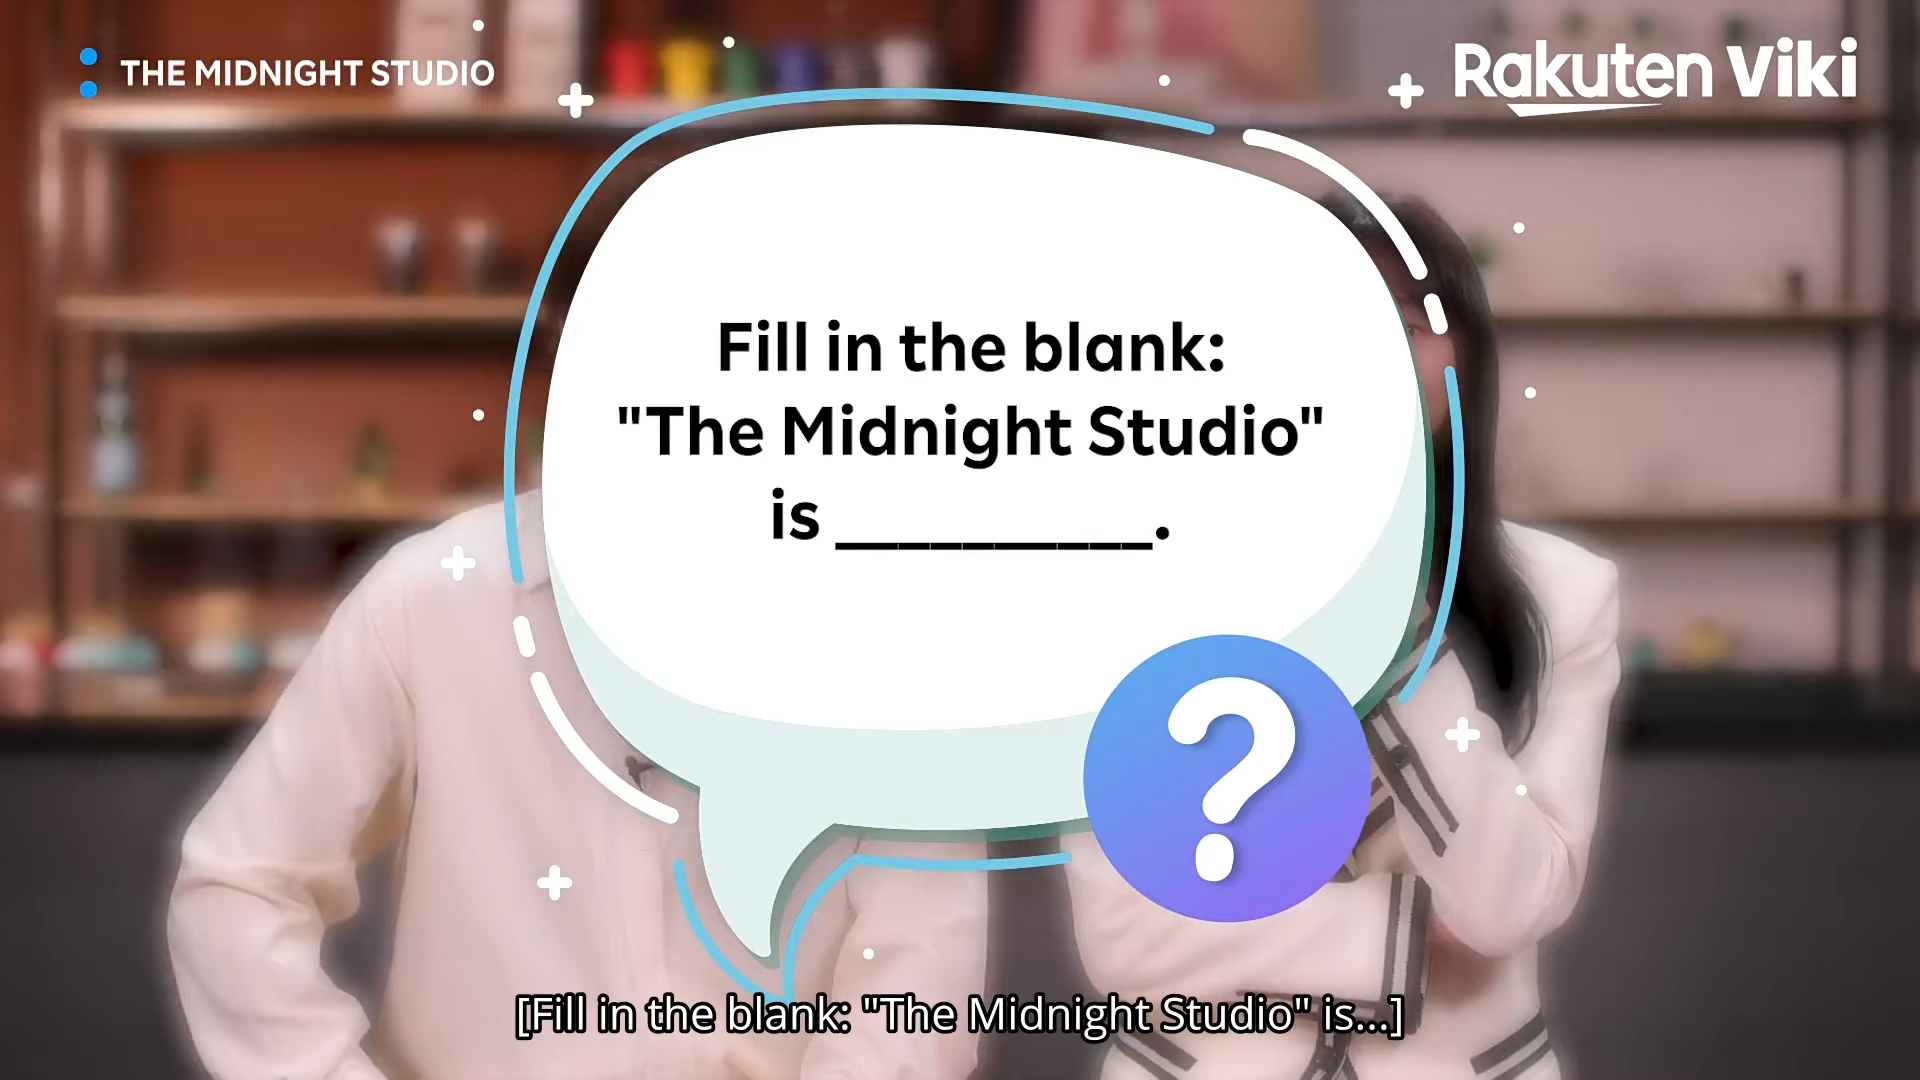 THE MIDNIGHT STUDIO
Rakuten Viki
Fill in the blank:
"The Midnight Studio"
is __________.
?
[Fill in the blank: "The Midnight Studio" is...]